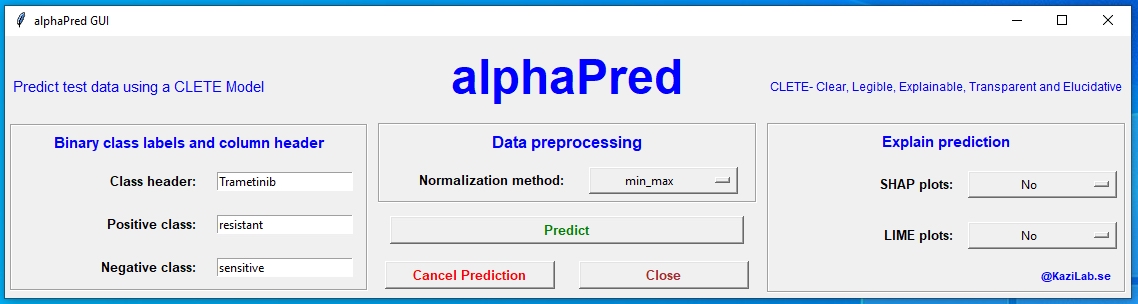 alphaPred GUI
alphaPred
Predict test data using a CLETE Model
CLETE- Clear, Legible, Explainable, Transparent and Elucidative
Binary class labels and column header
Class header: Trametinib
Positive class: resistant
Negative class: sensitive
Data preprocessing
Normalization method: min_max
Predict
Cancel Prediction Close
Explain prediction
SHAP plots: No
LIME plots: No
@KaziLab.se